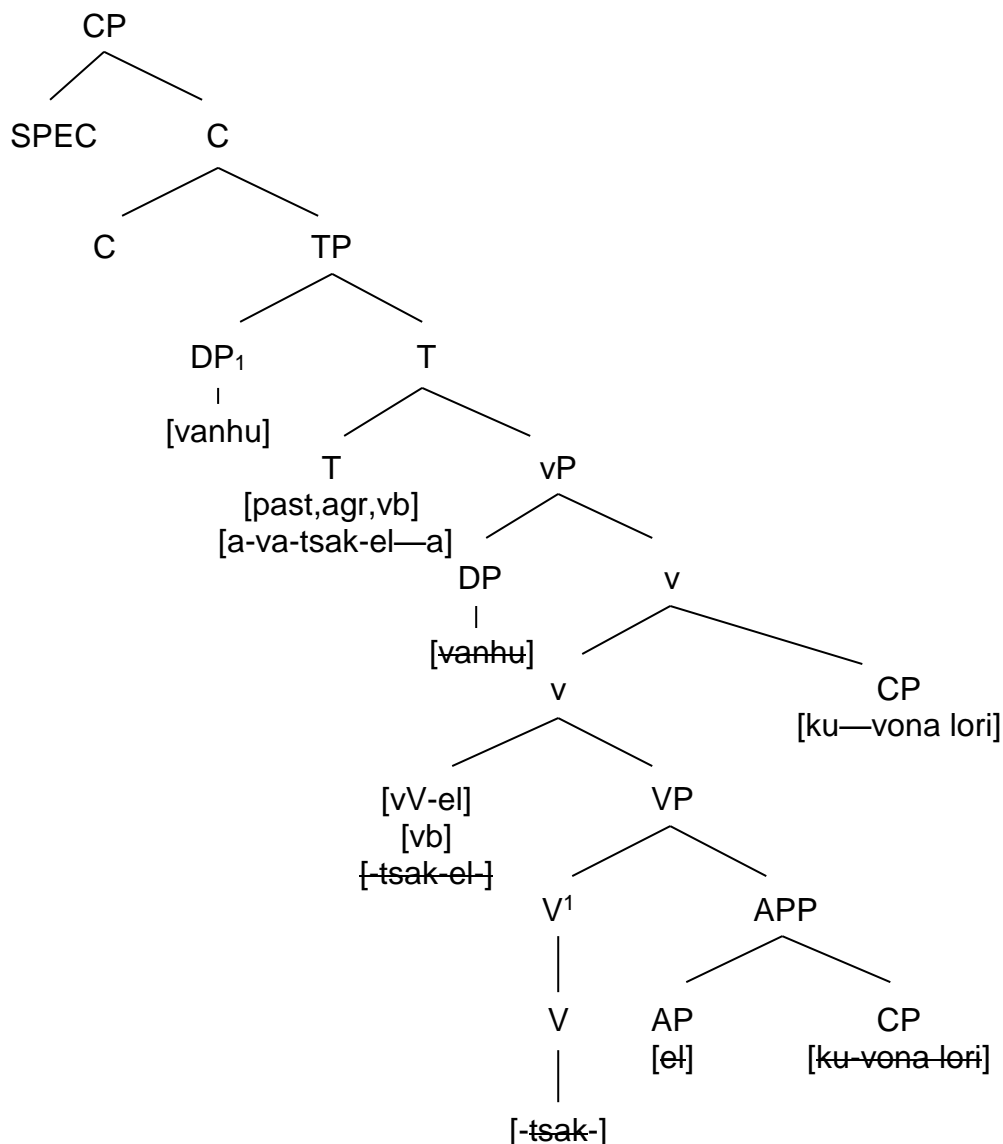 CP
SPEC C
C TP
DP₁ T
[vanhu]
T vP
[past,agr,vb]
[a-va-tsak-el—a]
DP v
[vanhu]
v CP
[ku—vona lori]
[vV-el] VP
[vb]
[-tsak-el-]
V¹ APP
V AP CP
[el] [ku-vona lori]
[-tsak-]